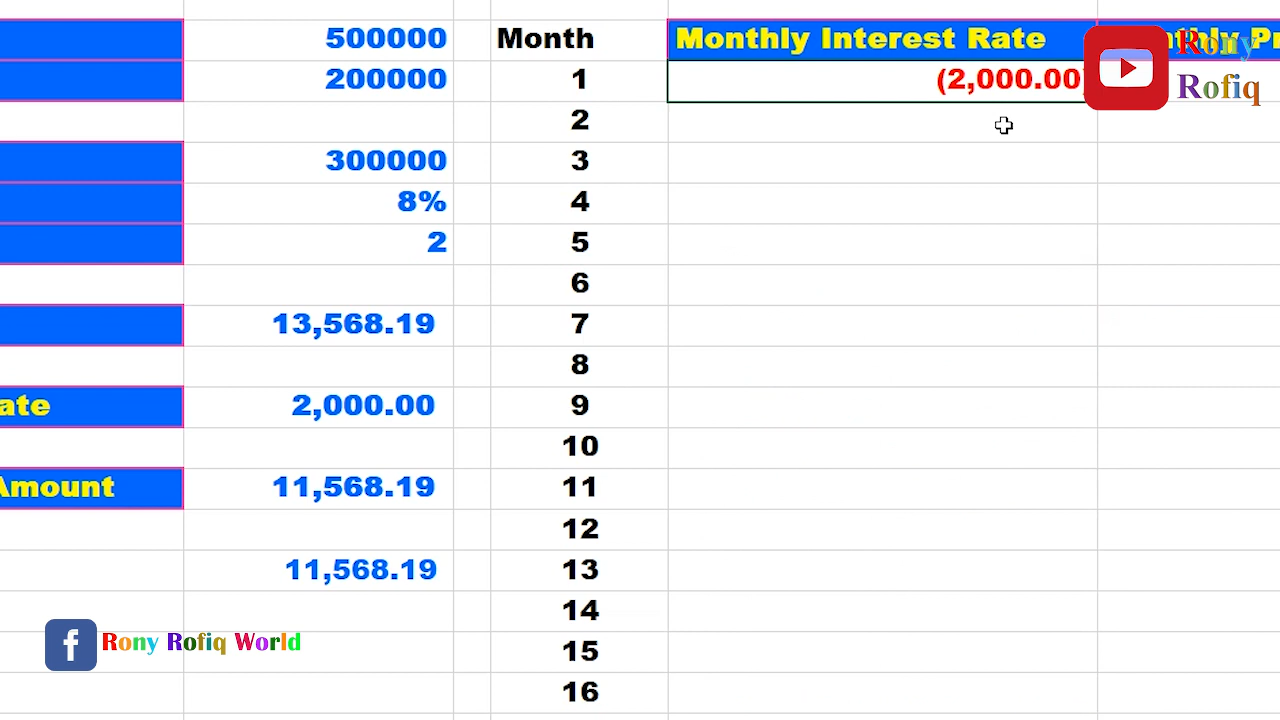 500000 Month Monthly Interest Rate
200000 1 (2,000.00
2
300000 3
8% 4
2 5
6
13,568.19 7
8
ate 2,000.00 9
10
Amount 11,568.19 11
12
11,568.19 13
14
15
16
Rony
Rofiq
f Rony Rofiq World